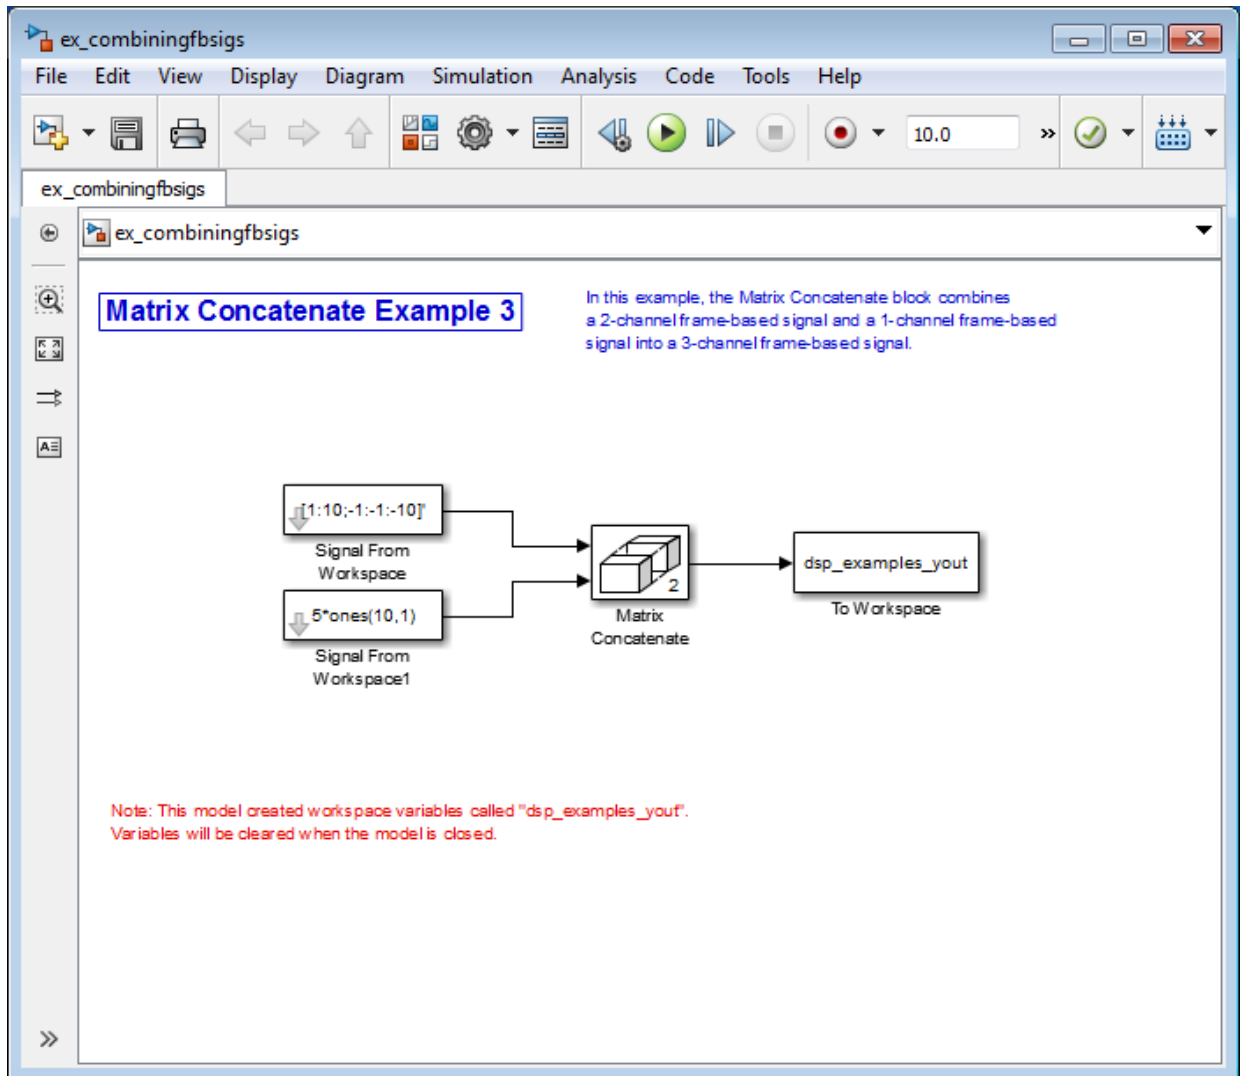 ex_combiningfbsigs
File Edit View Display Diagram Simulation Analysis Code Tools Help
10.0
ex_combiningfbsigs
ex_combiningfbsigs
Matrix Concatenate Example 3
In this example, the Matrix Concatenate block combines
a 2-channel frame-based signal and a 1-channel frame-based
signal into a 3-channel frame-based signal.
[1:10;-1:-1:-10]'
Signal From
Workspace
5*ones(10,1)
Signal From
Workspace1
2
Matrix
Concatenate
dsp_examples_yout
To Workspace
Note: This model created workspace variables called "dsp_examples_yout".
Variables will be cleared when the model is closed.